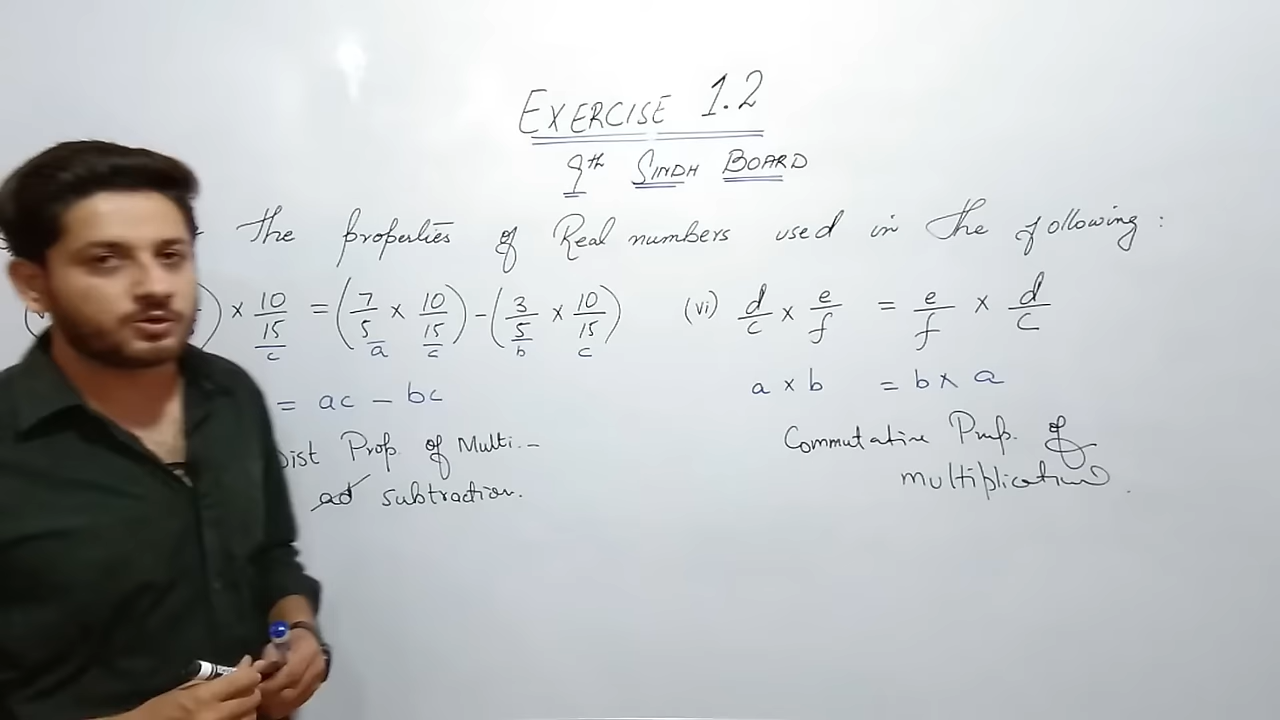 EXERCISE 1.2
9th SINDH BOARD
the properties of Real numbers used in the following :
) × 10/15 = (7/5 × 10/15) - (3/5 × 10/15)
c a c b c
= ac - bc
Dist Prop. of Multi. -
ad subtraction.
(vi) d/c × e/f = e/f × d/c
a × b = b × a
Commutative Prop. of
multiplication.